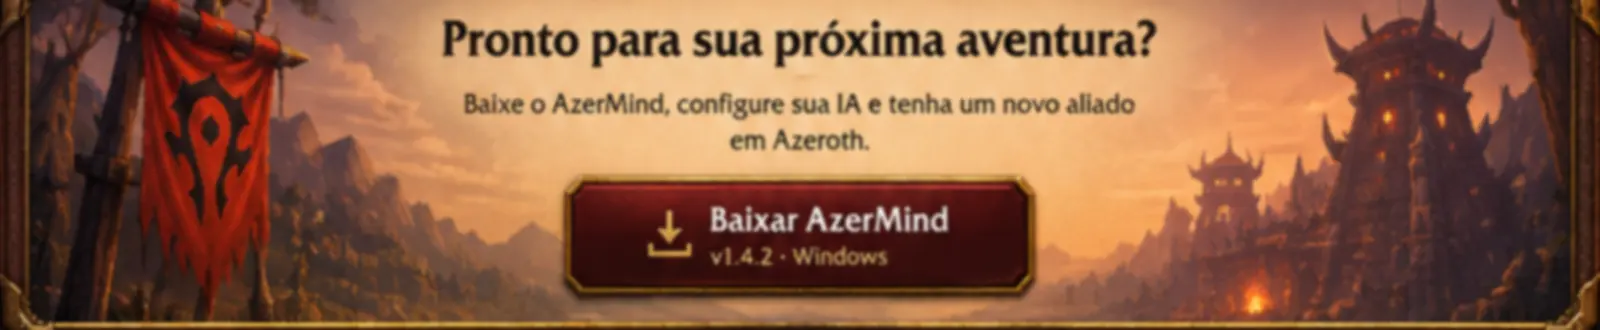 Pronto para sua próxima aventura?
Baixe o AzerMind, configure sua IA e tenha um novo aliado
em Azeroth.
Baixar AzerMind
v1.4.2 · Windows